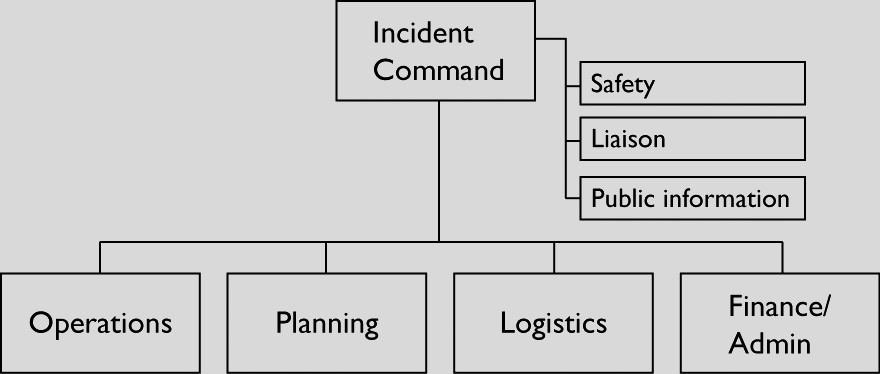 Incident
Command
Safety
Liaison
Public information
Operations
Planning
Logistics
Finance/
Admin